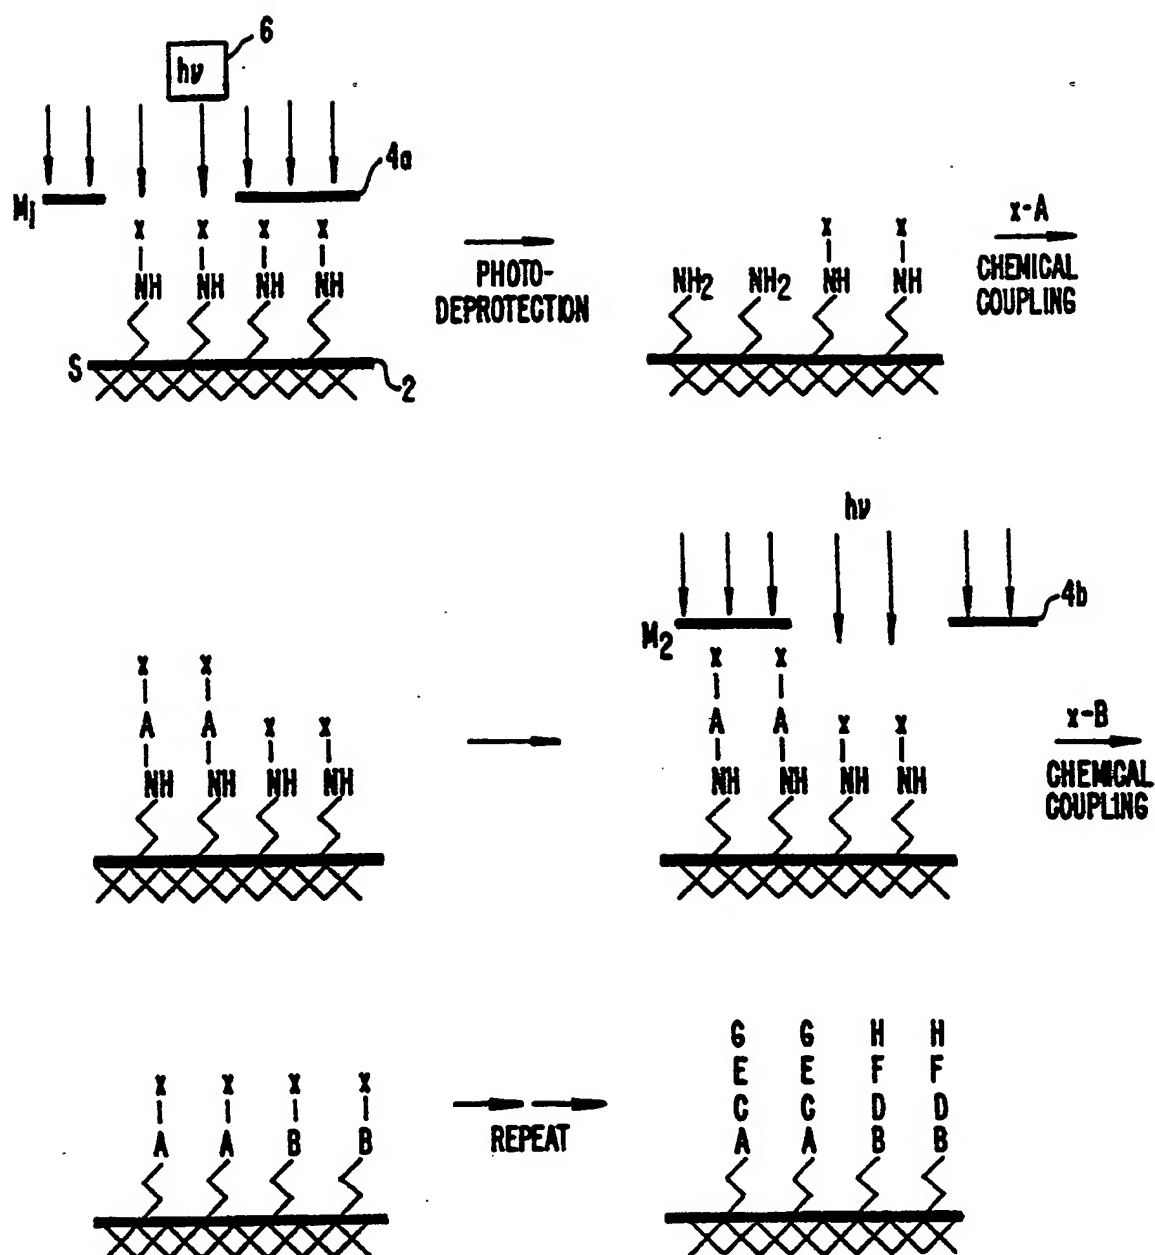 6
hν
4a
M1
x x x x
NH NH NH NH
S
2
PHOTO-
DEPROTECTION
x x
NH2 NH2 NH NH
x-A
CHEMICAL
COUPLING
hν
4b
M2
x x
A A x x
NH NH NH NH
x x
A A x x
NH NH NH NH
x-B
CHEMICAL
COUPLING
x x x x
A A B B
REPEAT
G G H H
E E F F
C C D D
A A B B